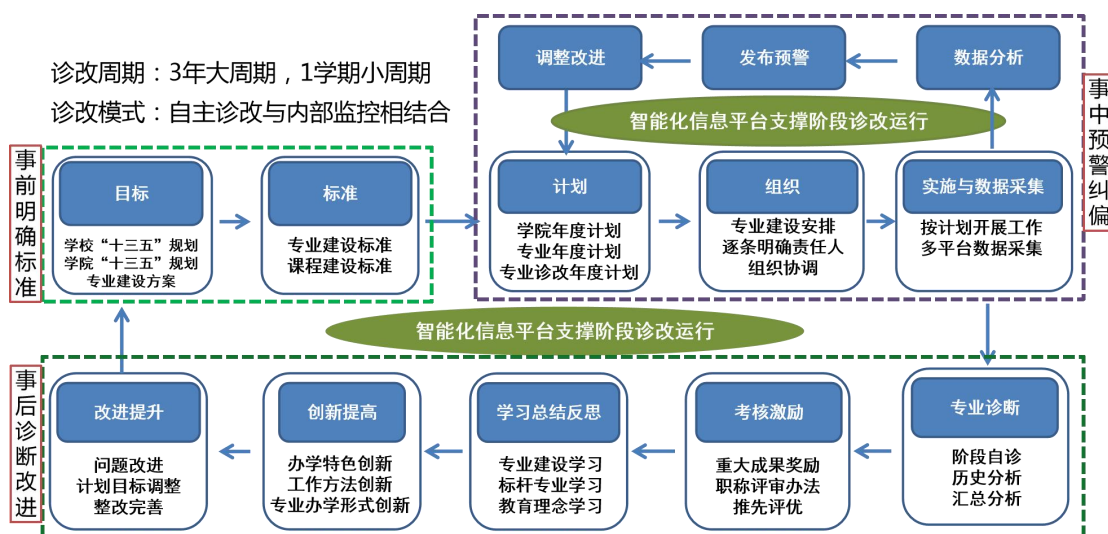 诊改周期：3年大周期，1学期小周期
诊改模式：自主诊改与内部监控相结合
调整改进
发布预警
数据分析
智能化信息平台支撑阶段诊改运行
事中预警纠偏
事前明确标准
目标
学校“十三五”规划
学院“十三五”规划
专业建设方案
标准
专业建设标准
课程建设标准
计划
学院年度计划
专业年度计划
专业诊改年度计划
组织
专业建设安排
逐条明确责任人
组织协调
实施与数据采集
按计划开展工作
多平台数据采集
智能化信息平台支撑阶段诊改运行
事后诊断改进
改进提升
问题改进
计划目标调整
整改完善
创新提高
办学特色创新
工作方法创新
专业办学形式创新
学习总结反思
专业建设学习
标杆专业学习
教育理念学习
考核激励
重大成果奖励
职称评审办法
推先评优
专业诊断
阶段自诊
历史分析
汇总分析